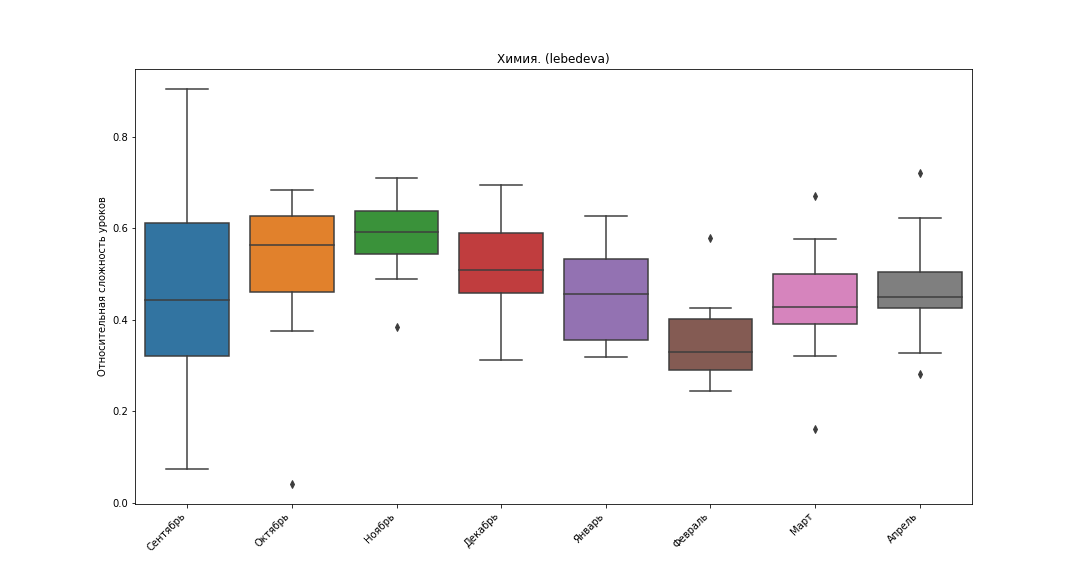 Химия. (lebedeva)
Относительная сложность уроков
0.8
0.6
0.4
0.2
0.0
Сентябрь
Октябрь
Ноябрь
Декабрь
Январь
Февраль
Март
Апрель